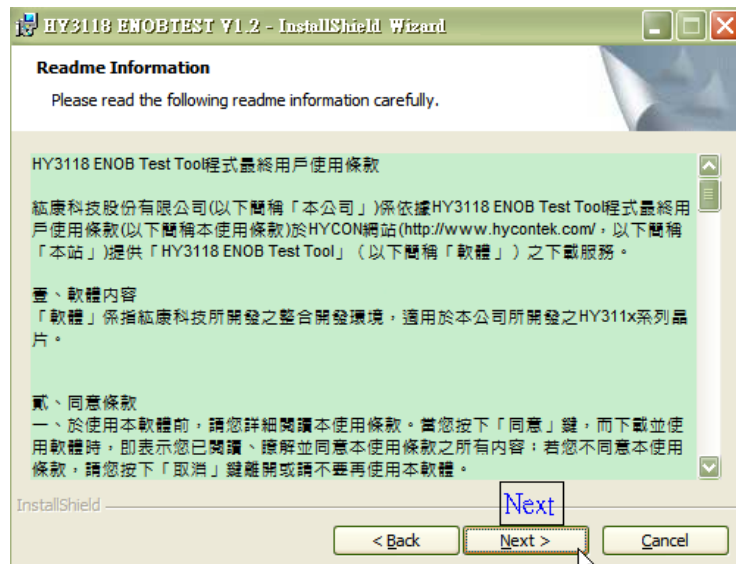 HY3118 ENOBTEST V1.2 - InstallShield Wizard
Readme Information
Please read the following readme information carefully.
HY3118 ENOB Test Tool程式最終用戶使用條款
紘康科技股份有限公司(以下簡稱「本公司」)係依據HY3118 ENOB Test Tool程式最終用
戶使用條款(以下簡稱本使用條款)於HYCON網站(http://www.hycontek.com/，以下簡稱
「本站」)提供「HY3118 ENOB Test Tool」（以下簡稱「軟體」）之下載服務。
壹、軟體內容
「軟體」係指紘康科技所開發之整合開發環境，適用於本公司所開發之HY311x系列晶
片。
貳、同意條款
一、於使用本軟體前，請您詳細閱讀本使用條款。當您按下「同意」鍵，而下載並使
用軟體時，即表示您已閱讀、瞭解並同意本使用條款之所有內容；若您不同意本使用
條款，請您按下「取消」鍵離開或請不要再使用本軟體。
InstallShield
Next
< Back
Next >
Cancel